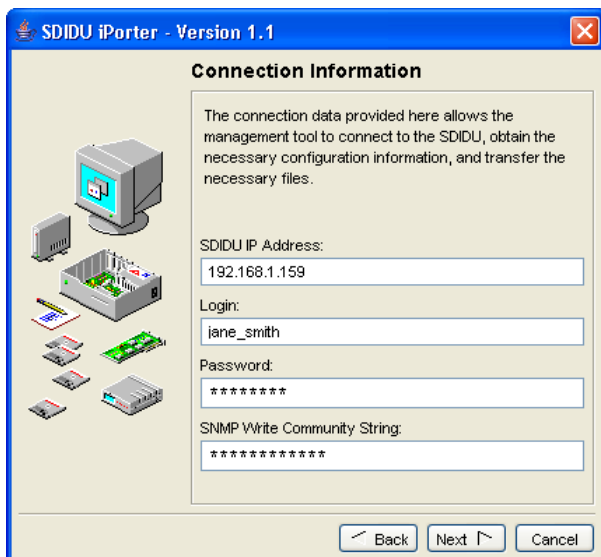 SDIDU iPorter - Version 1.1
Connection Information
The connection data provided here allows the
management tool to connect to the SDIDU, obtain the
necessary configuration information, and transfer the
necessary files.
SDIDU IP Address:
192.168.1.159
Login:
jane_smith
Password:
********
SNMP Write Community String:
************
Back Next Cancel